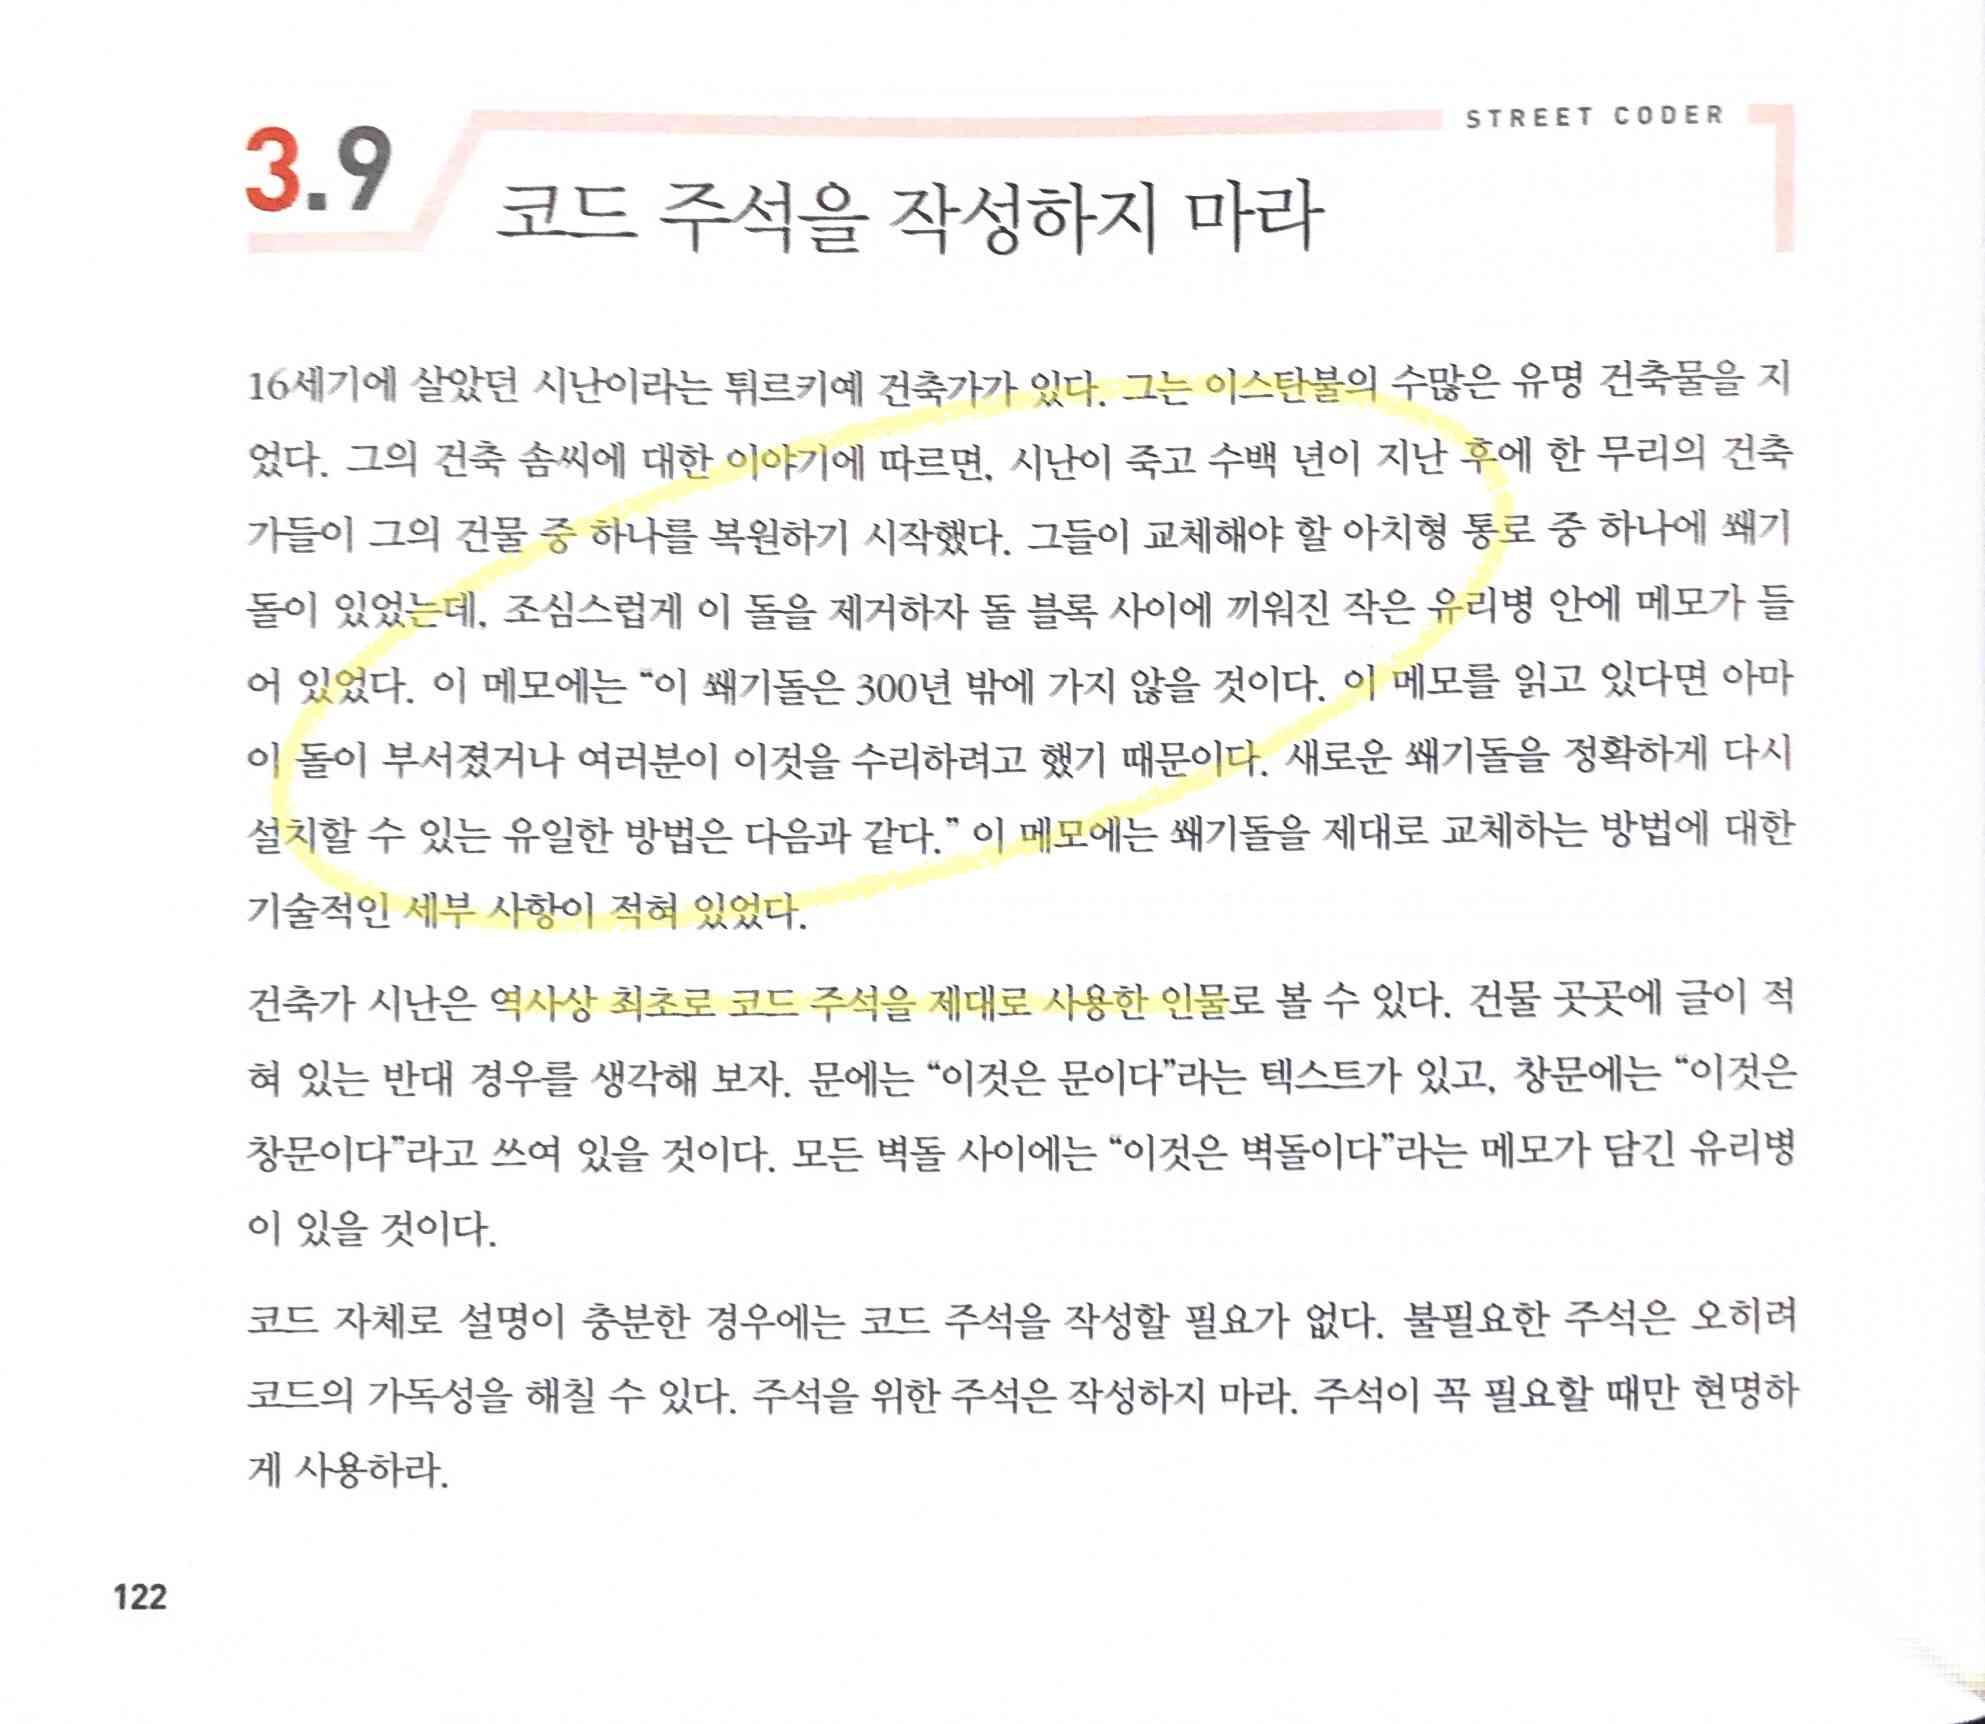 STREET CODER
3.9
코드 주석을 작성하지 마라
16세기에 살았던 시난이라는 튀르키예 건축가가 있다. 그는 이스탄불의 수많은 유명 건축물을 지
었다. 그의 건축 솜씨에 대한 이야기에 따르면, 시난이 죽고 수백 년이 지난 후에 한 무리의 건축
가들이 그의 건물 중 하나를 복원하기 시작했다. 그들이 교체해야 할 아치형 통로 중 하나에 쐐기
돌이 있었는데, 조심스럽게 이 돌을 제거하자 돌 블록 사이에 끼워진 작은 유리병 안에 메모가 들
어 있었다. 이 메모에는 “이 쐐기돌은 300년 밖에 가지 않을 것이다. 이 메모를 읽고 있다면 아마
이 돌이 부서졌거나 여러분이 이것을 수리하려고 했기 때문이다. 새로운 쐐기돌을 정확하게 다시
설치할 수 있는 유일한 방법은 다음과 같다.” 이 메모에는 쐐기돌을 제대로 교체하는 방법에 대한
기술적인 세부 사항이 적혀 있었다.
건축가 시난은 역사상 최초로 코드 주석을 제대로 사용한 인물로 볼 수 있다. 건물 곳곳에 글이 적
혀 있는 반대 경우를 생각해 보자. 문에는 “이것은 문이다”라는 텍스트가 있고, 창문에는 “이것은
창문이다”라고 쓰여 있을 것이다. 모든 벽돌 사이에는 “이것은 벽돌이다”라는 메모가 담긴 유리병
이 있을 것이다.
코드 자체로 설명이 충분한 경우에는 코드 주석을 작성할 필요가 없다. 불필요한 주석은 오히려
코드의 가독성을 해칠 수 있다. 주석을 위한 주석은 작성하지 마라. 주석이 꼭 필요할 때만 현명하
게 사용하라.
122